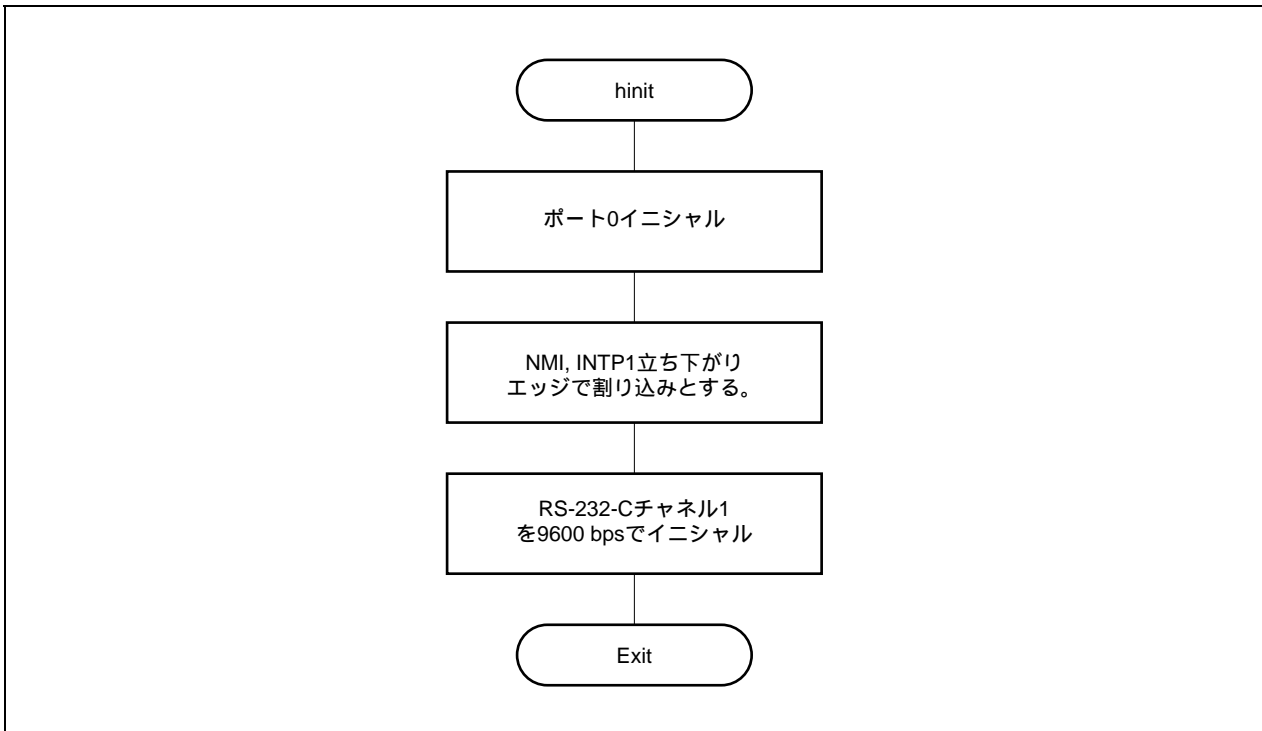 hinit
ポート0イニシャル
NMI, INTP1立ち下がり
エッジで割り込みとする。
RS-232-Cチャネル1
を9600 bpsでイニシャル
Exit